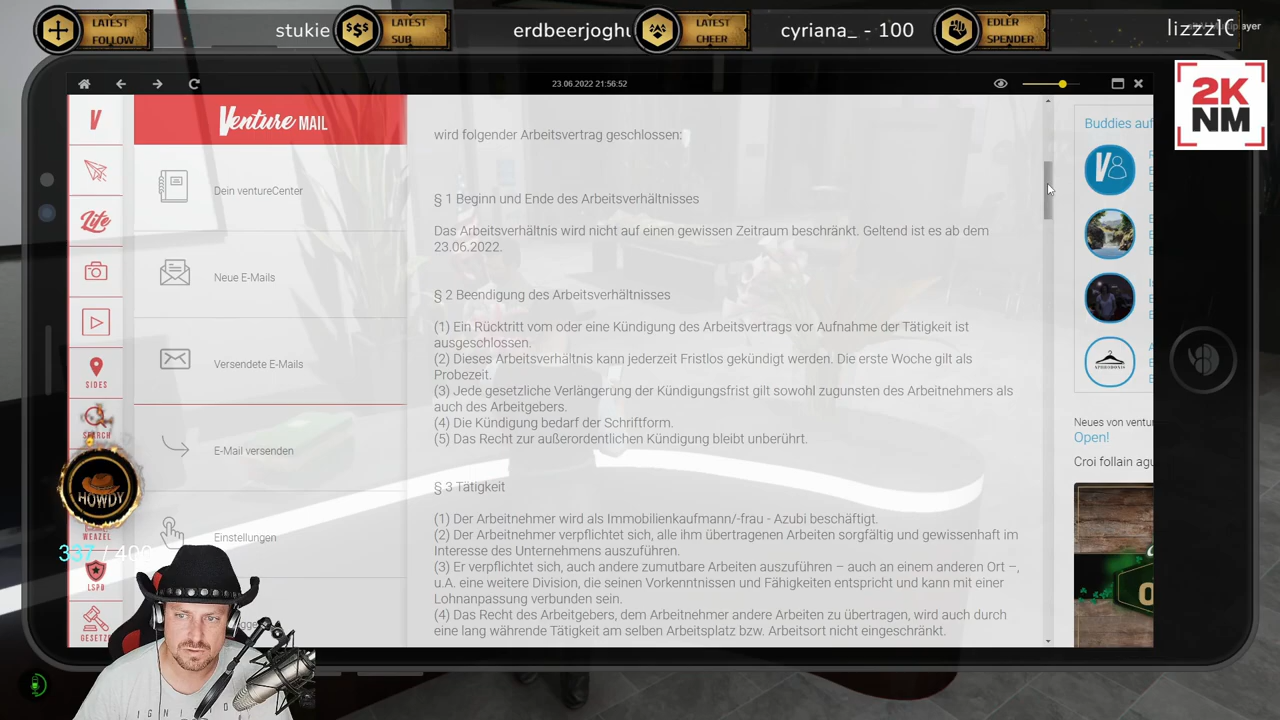 LATEST
FOLLOW
stukie
LATEST
SUB
erdbeerjoghu
LATEST
CHEER
cyriana_ - 100
EDLER
SPENDER
lizzz10
23.06.2022 21:56:52
2K
NM
V
Venture MAIL
Dein ventureCenter
Neue E-Mails
Versendete E-Mails
E-Mail versenden
Einstellungen
Life
SIDES
SEARCH
HOWDY
WEAZEL
337 / 400
LSPD
GESETZ
wird folgender Arbeitsvertrag geschlossen:
§ 1 Beginn und Ende des Arbeitsverhältnisses
Das Arbeitsverhältnis wird nicht auf einen gewissen Zeitraum beschränkt. Geltend ist es ab dem
23.06.2022.
§ 2 Beendigung des Arbeitsverhältnisses
(1) Ein Rücktritt vom oder eine Kündigung des Arbeitsvertrags vor Aufnahme der Tätigkeit ist
ausgeschlossen.
(2) Dieses Arbeitsverhältnis kann jederzeit Fristlos gekündigt werden. Die erste Woche gilt als
Probezeit.
(3) Jede gesetzliche Verlängerung der Kündigungsfrist gilt sowohl zugunsten des Arbeitnehmers als
auch des Arbeitgebers.
(4) Die Kündigung bedarf der Schriftform.
(5) Das Recht zur außerordentlichen Kündigung bleibt unberührt.
§ 3 Tätigkeit
(1) Der Arbeitnehmer wird als Immobilienkaufmann/-frau - Azubi beschäftigt.
(2) Der Arbeitnehmer verpflichtet sich, alle ihm übertragenen Arbeiten sorgfältig und gewissenhaft im
Interesse des Unternehmens auszuführen.
(3) Er verpflichtet sich, auch andere zumutbare Arbeiten auszuführen – auch an einem anderen Ort –,
u.A. eine weitere Division, die seinen Vorkenntnissen und Fähigkeiten entspricht und kann mit einer
Lohnanpassung verbunden sein.
(4) Das Recht des Arbeitgebers, dem Arbeitnehmer andere Arbeiten zu übertragen, wird auch durch
eine lang währende Tätigkeit am selben Arbeitsplatz bzw. Arbeitsort nicht eingeschränkt.
Buddies auf
Neues von ventur
Open!
Croi follain agu